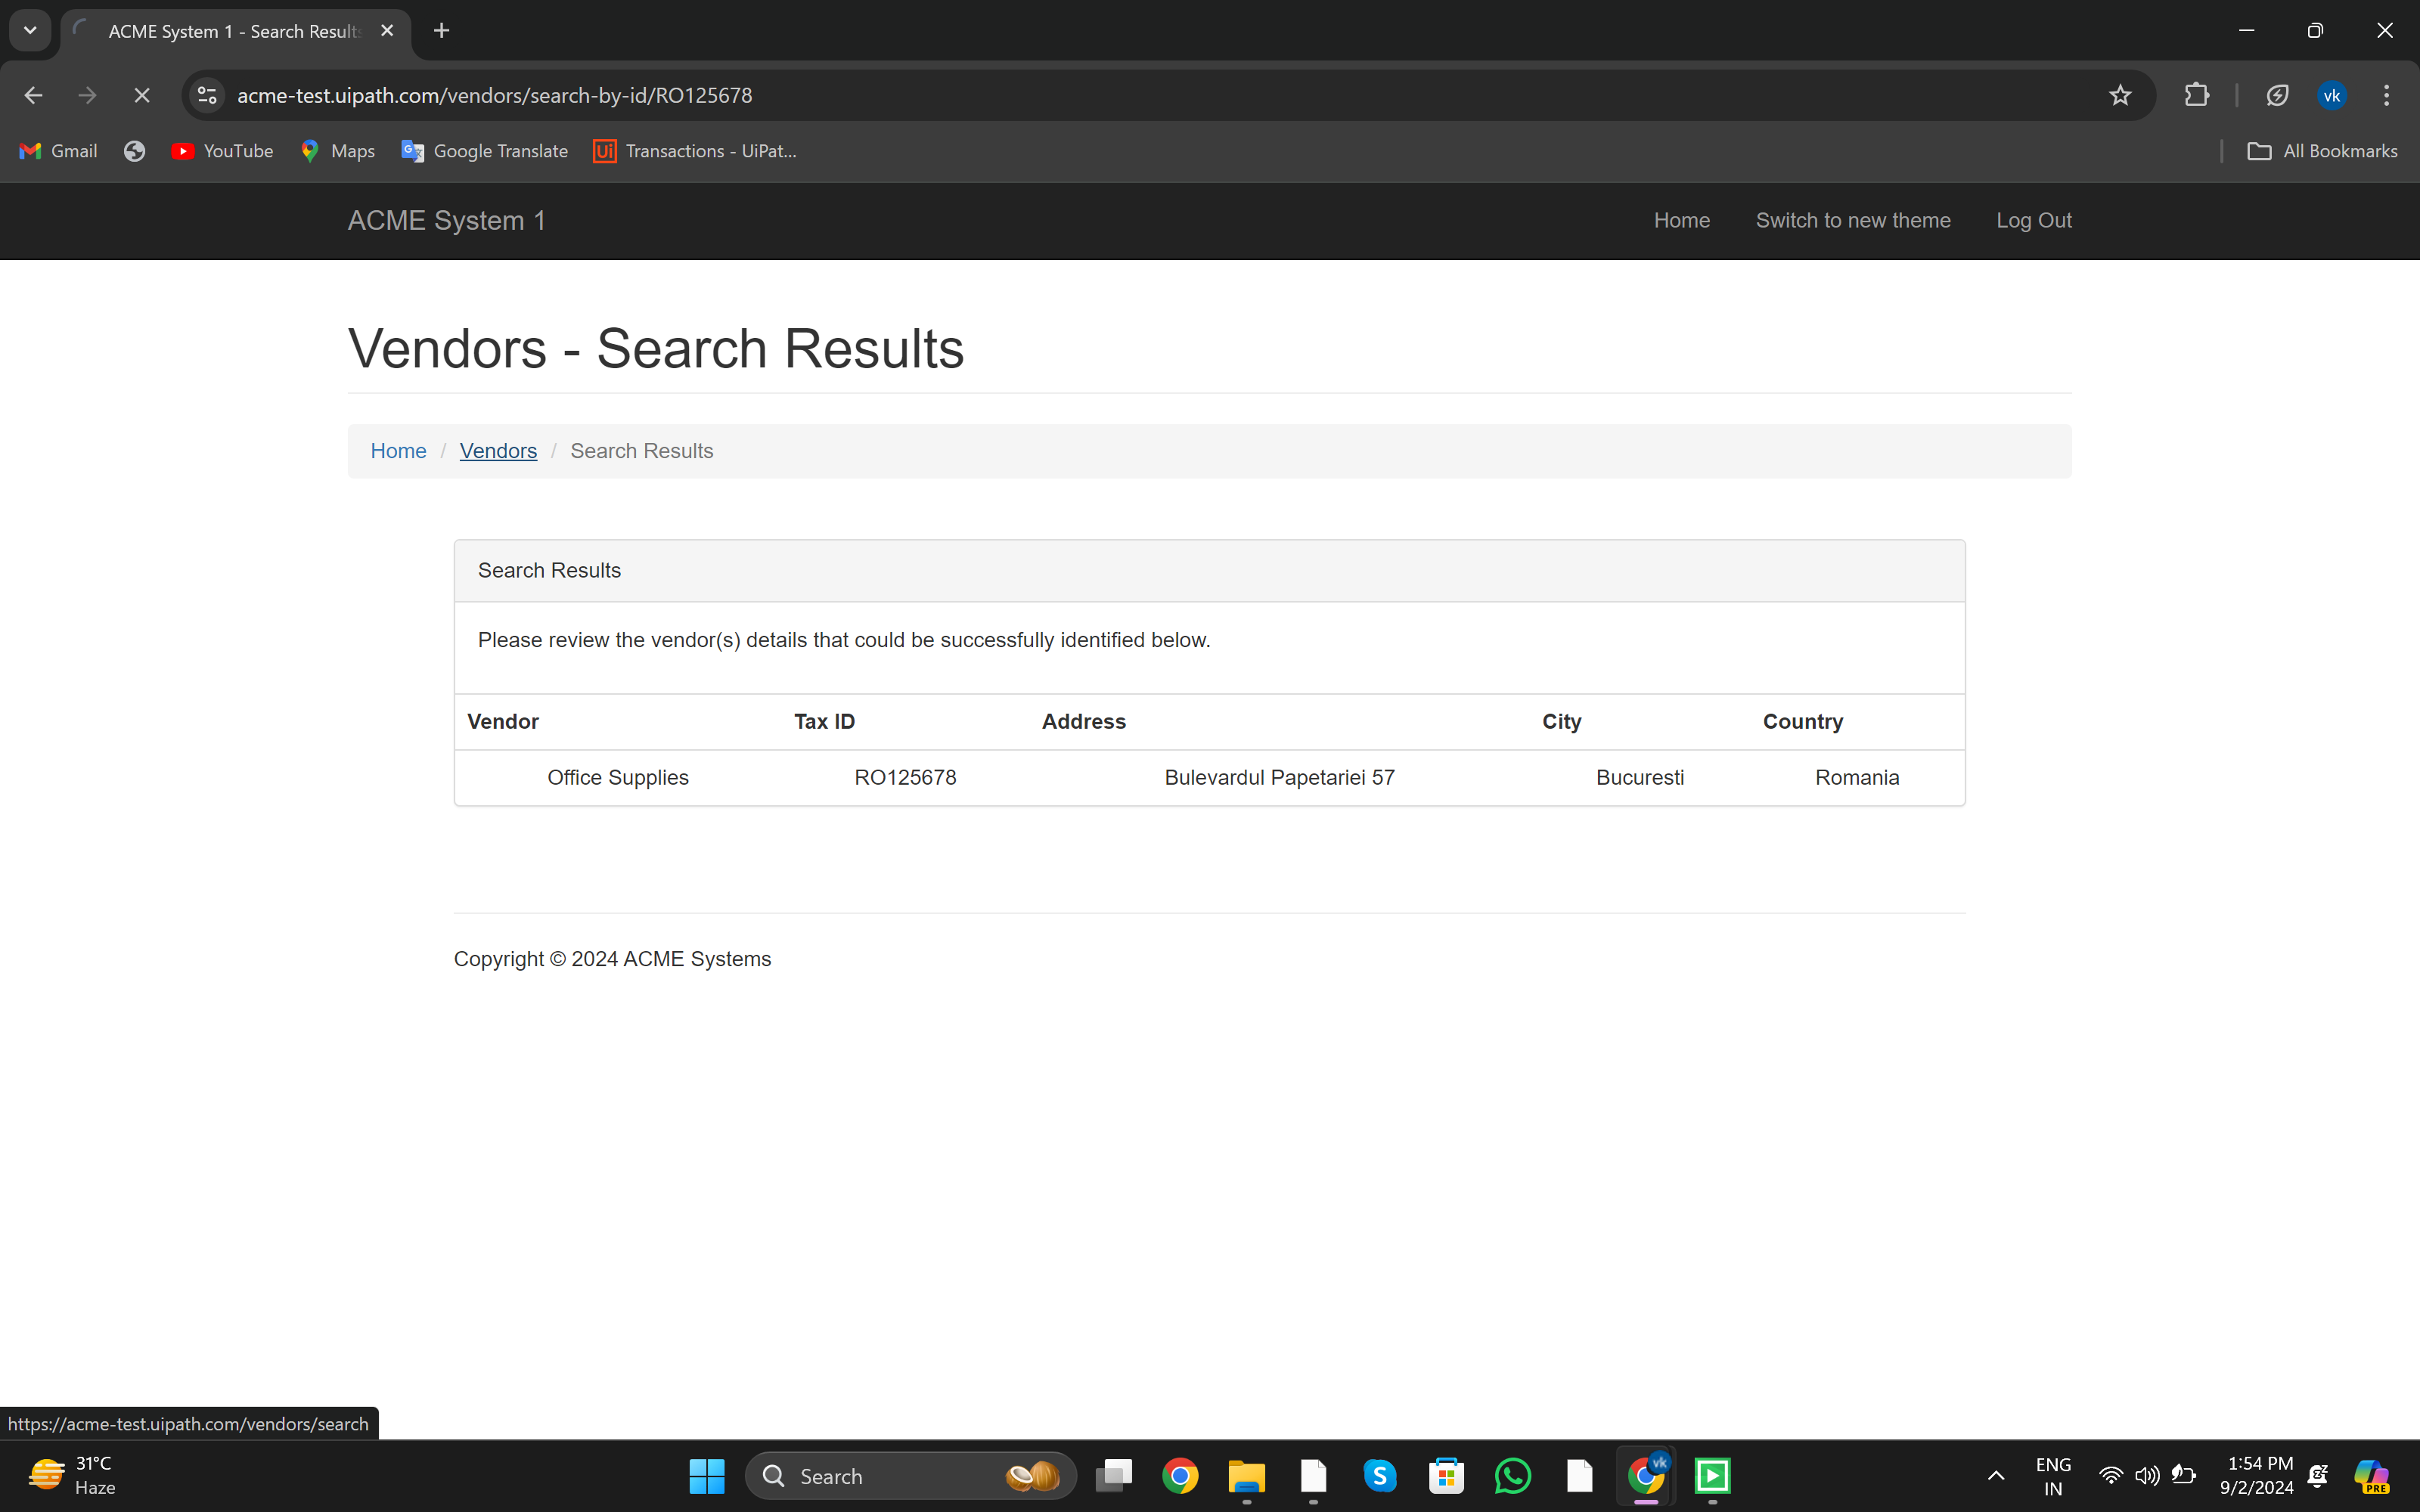 ACME System 1 - Search Results
acme-test.uipath.com/vendors/search-by-id/RO125678
vk
Gmail YouTube Maps Google Translate Transactions - UiPat... All Bookmarks
ACME System 1 Home Switch to new theme Log Out
Vendors - Search Results
Home / Vendors / Search Results
Search Results
Please review the vendor(s) details that could be successfully identified below.
Vendor Tax ID Address City Country
Office Supplies RO125678 Bulevardul Papetariei 57 Bucuresti Romania
Copyright © 2024 ACME Systems
https://acme-test.uipath.com/vendors/search
31°C
Haze
Search
vk
ENG
IN
1:54 PM
9/2/2024
PRE